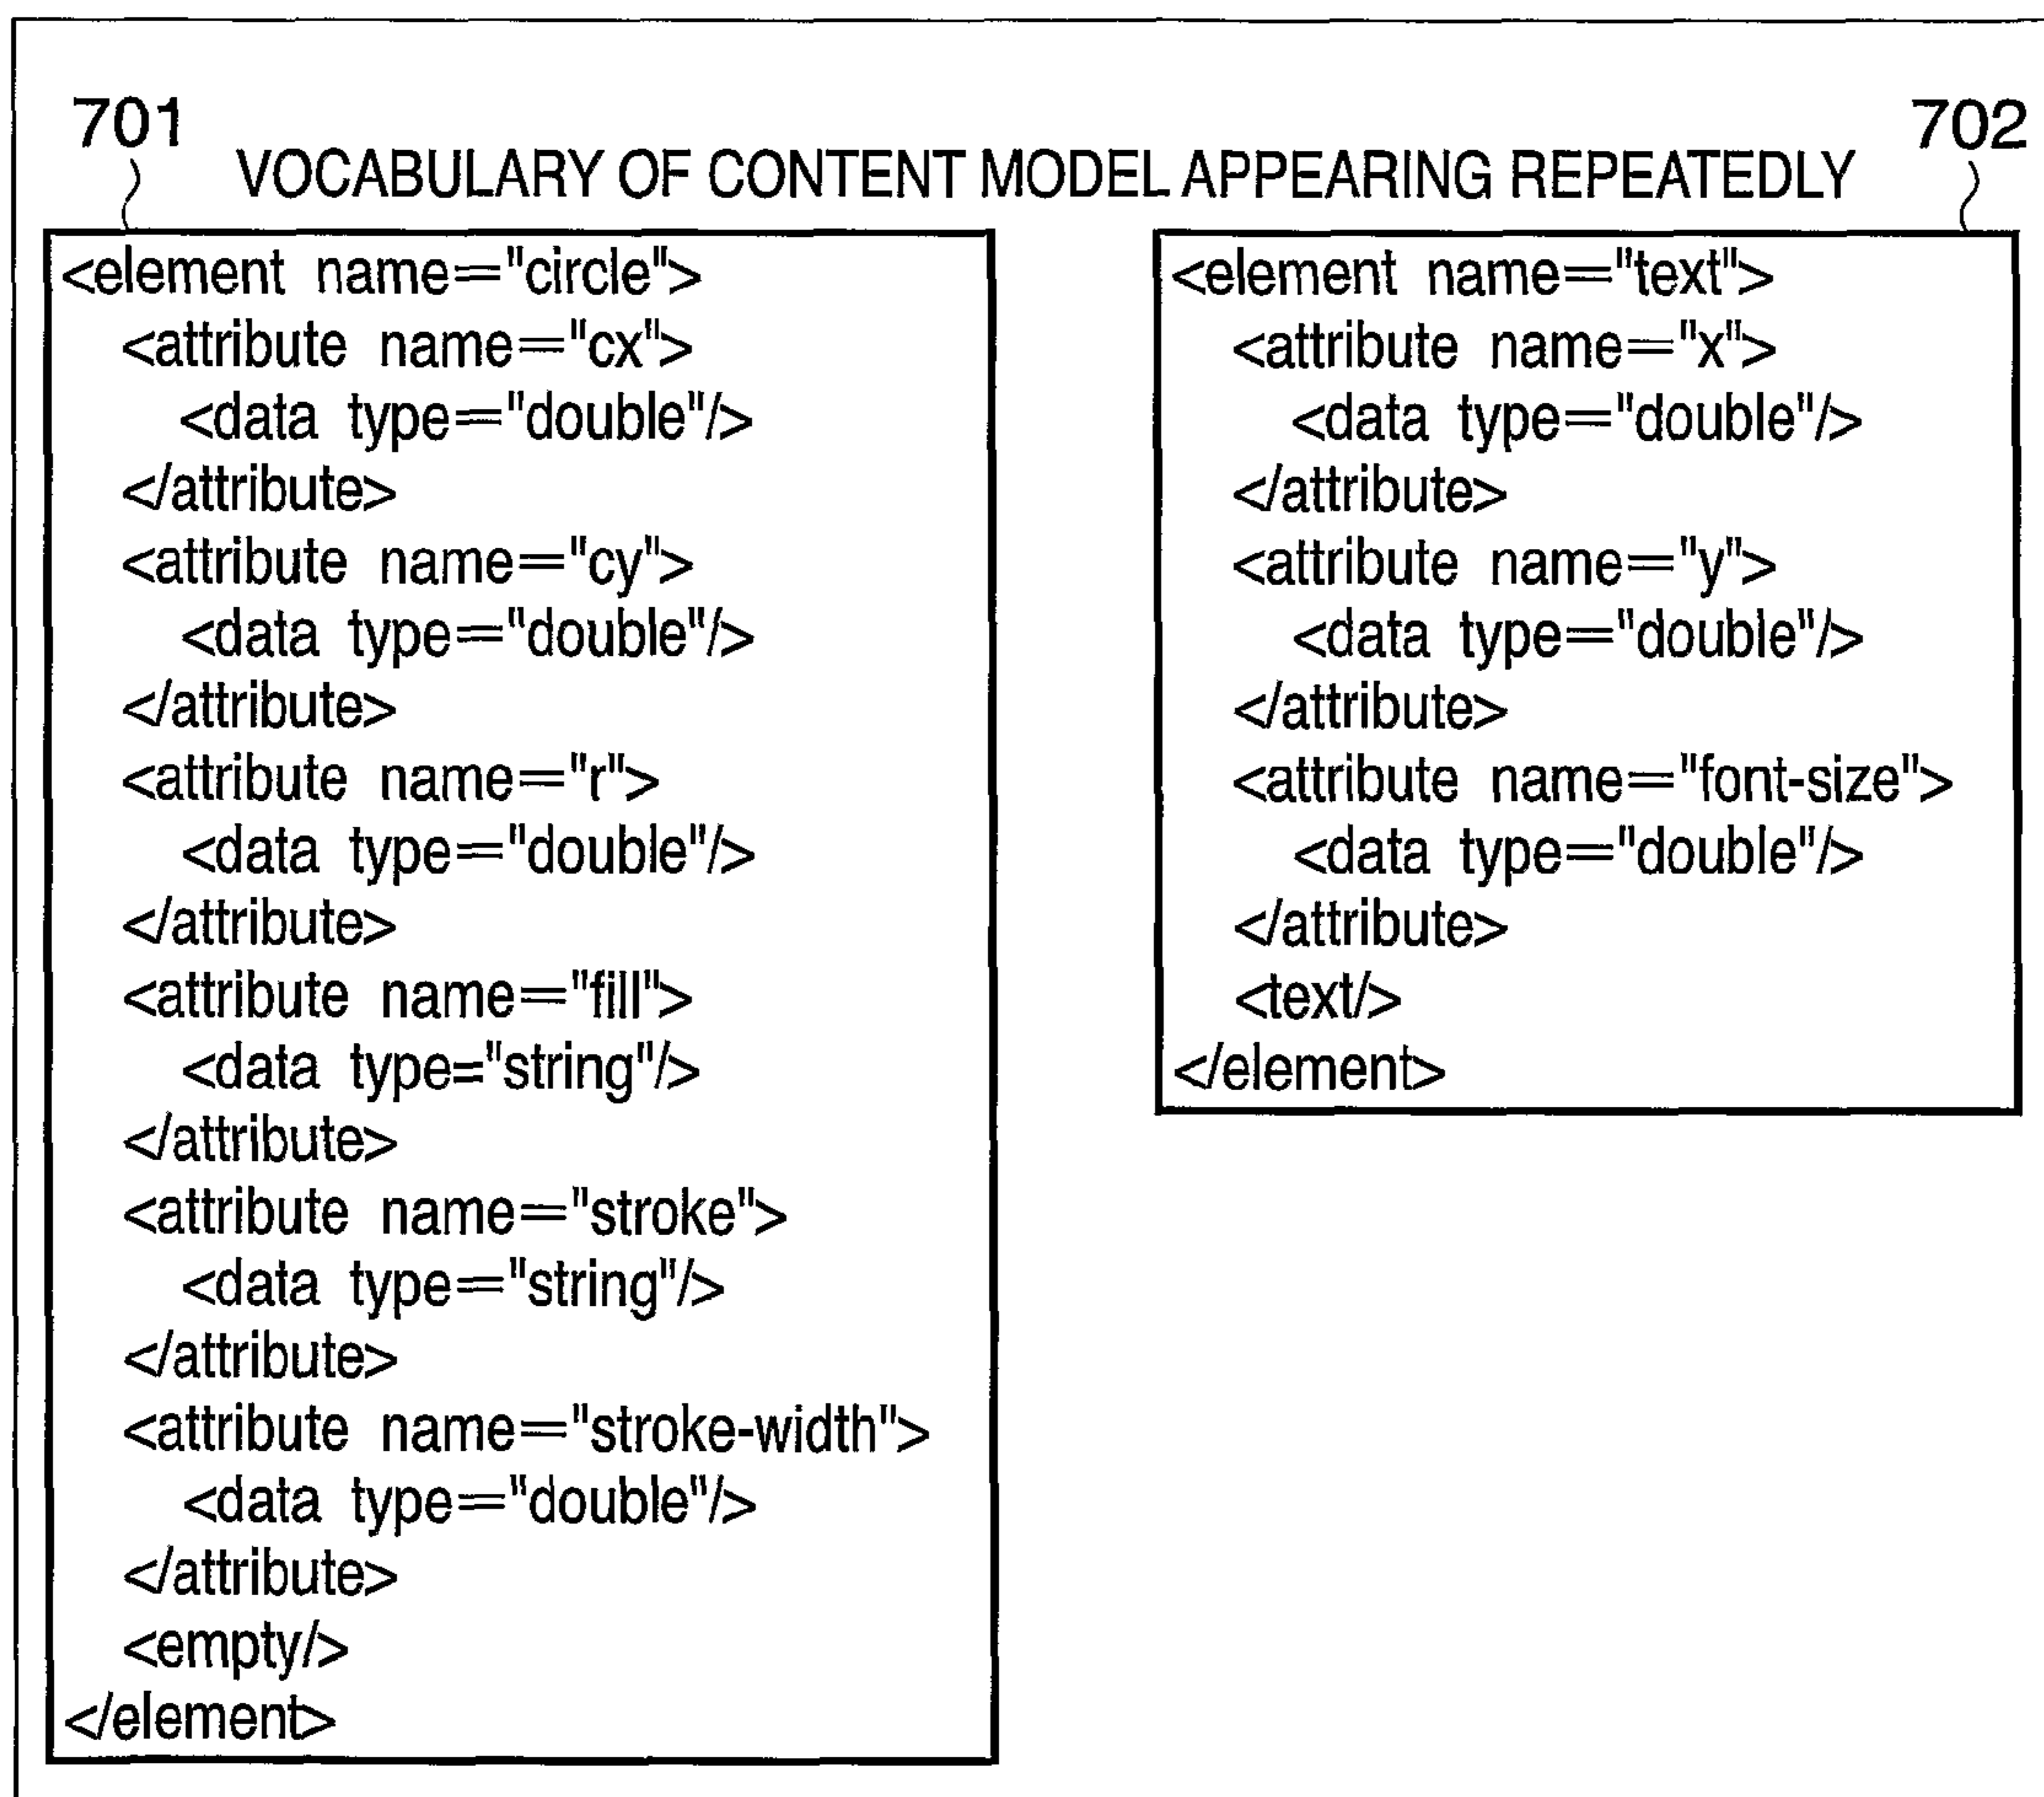 701
VOCABULARY OF CONTENT MODEL APPEARING REPEATEDLY
702
<element name="circle">
<attribute name="cx">
<data type="double"/>
</attribute>
<attribute name="cy">
<data type="double"/>
</attribute>
<attribute name="r">
<data type="double"/>
</attribute>
<attribute name="fill">
<data type="string"/>
</attribute>
<attribute name="stroke">
<data type="string"/>
</attribute>
<attribute name="stroke-width">
<data type="double"/>
</attribute>
<empty/>
</element>
<element name="text">
<attribute name="x">
<data type="double"/>
</attribute>
<attribute name="y">
<data type="double"/>
</attribute>
<attribute name="font-size">
<data type="double"/>
</attribute>
<text/>
</element>